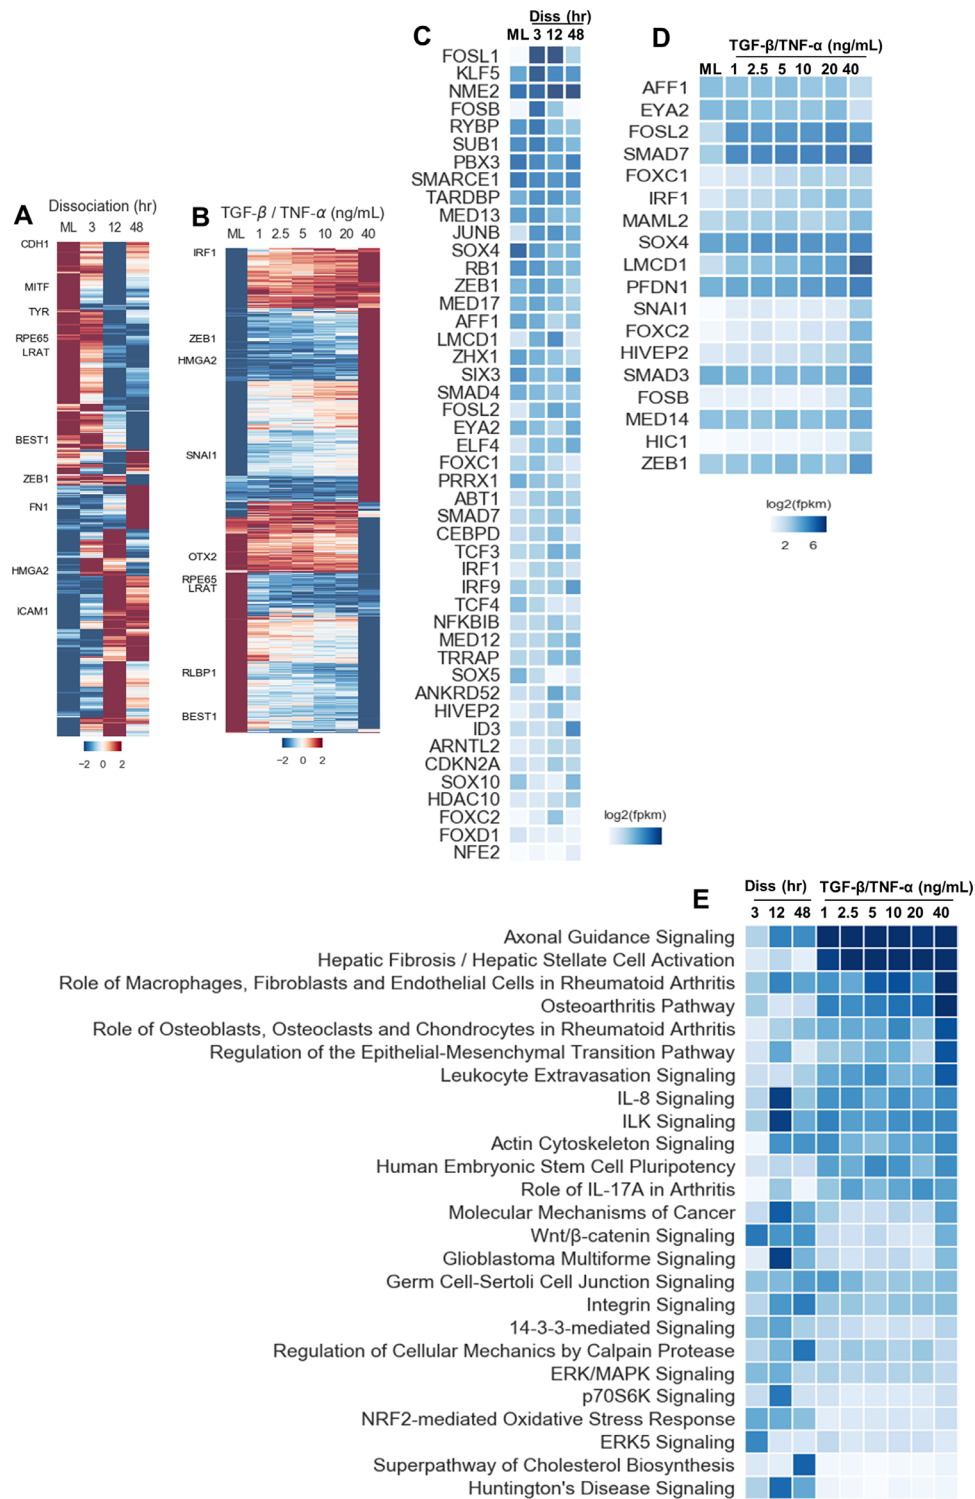 A
Dissociation (hr)
ML 3 12 48
CDH1
MITF
TYR
RPE65
LRAT
BEST1
ZEB1
FN1
HMGA2
ICAM1
−2 0 2
B
TGF-β / TNF-α (ng/mL)
ML 1 2.5 5 10 20 40
IRF1
ZEB1
HMGA2
SNAI1
OTX2
RPE65
LRAT
RLBP1
BEST1
−2 0 2
C
Diss (hr)
ML 3 12 48
FOSL1
KLF5
NME2
FOSB
RYBP
SUB1
PBX3
SMARCE1
TARDBP
MED13
JUNB
SOX4
RB1
ZEB1
MED17
AFF1
LMCD1
ZHX1
SIX3
SMAD4
FOSL2
EYA2
ELF4
FOXC1
PRRX1
ABT1
SMAD7
CEBPD
TCF3
IRF1
IRF9
TCF4
NFKBIB
MED12
TRRAP
SOX5
ANKRD52
HIVEP2
ID3
ARNTL2
CDKN2A
SOX10
HDAC10
FOXC2
FOXD1
NFE2
log2(fpkm)
D
TGF-β/TNF-α (ng/mL)
ML 1 2.5 5 10 20 40
AFF1
EYA2
FOSL2
SMAD7
FOXC1
IRF1
MAML2
SOX4
LMCD1
PFDN1
SNAI1
FOXC2
HIVEP2
SMAD3
FOSB
MED14
HIC1
ZEB1
log2(fpkm)
2 6
E
Diss (hr) TGF-β/TNF-α (ng/mL)
3 12 48 1 2.5 5 10 20 40
Axonal Guidance Signaling
Hepatic Fibrosis / Hepatic Stellate Cell Activation
Role of Macrophages, Fibroblasts and Endothelial Cells in Rheumatoid Arthritis
Osteoarthritis Pathway
Role of Osteoblasts, Osteoclasts and Chondrocytes in Rheumatoid Arthritis
Regulation of the Epithelial-Mesenchymal Transition Pathway
Leukocyte Extravasation Signaling
IL-8 Signaling
ILK Signaling
Actin Cytoskeleton Signaling
Human Embryonic Stem Cell Pluripotency
Role of IL-17A in Arthritis
Molecular Mechanisms of Cancer
Wnt/β-catenin Signaling
Glioblastoma Multiforme Signaling
Germ Cell-Sertoli Cell Junction Signaling
Integrin Signaling
14-3-3-mediated Signaling
Regulation of Cellular Mechanics by Calpain Protease
ERK/MAPK Signaling
p70S6K Signaling
NRF2-mediated Oxidative Stress Response
ERK5 Signaling
Superpathway of Cholesterol Biosynthesis
Huntington's Disease Signaling